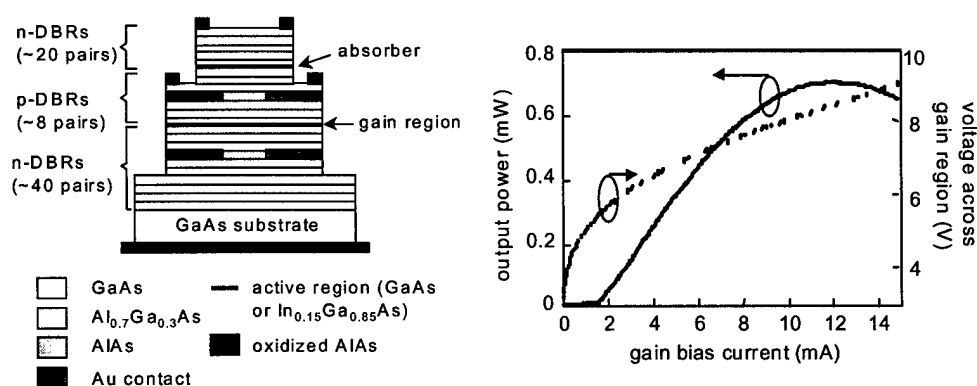 n-DBRs
(~20 pairs)
p-DBRs
(~8 pairs)
n-DBRs
(~40 pairs)
absorber
gain region
GaAs substrate
GaAs
Al0.7Ga0.3As
AlAs
Au contact
active region (GaAs
or In0.15Ga0.85As)
oxidized AlAs
output power (mW)
0.8
0.6
0.4
0.2
0
0 2 4 6 8 10 12 14
gain bias current (mA)
10
8
6
4
voltage across
gain region (V)